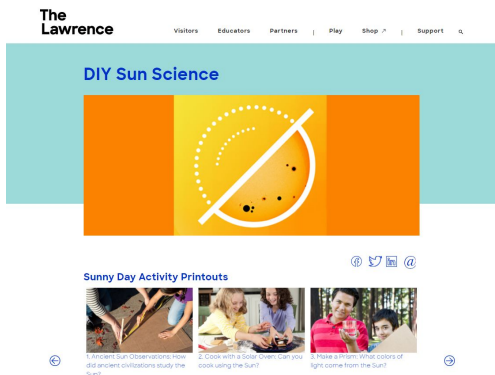 The
Lawrence
Visitors Educators Partners | Play Shop ↗ | Support
DIY Sun Science
Sunny Day Activity Printouts
1. Ancient Sun Observations: How
did ancient civilizations study the
Sun?
2. Cook with a Solar Oven: Can you
cook using the Sun?
3. Make a Prism: What colors of
light come from the Sun?